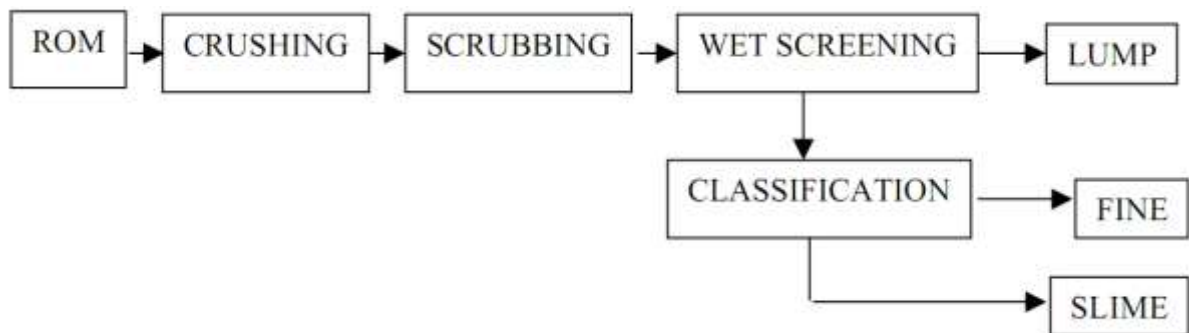 ROM
CRUSHING
SCRUBBING
WET SCREENING
LUMP
CLASSIFICATION
FINE
SLIME